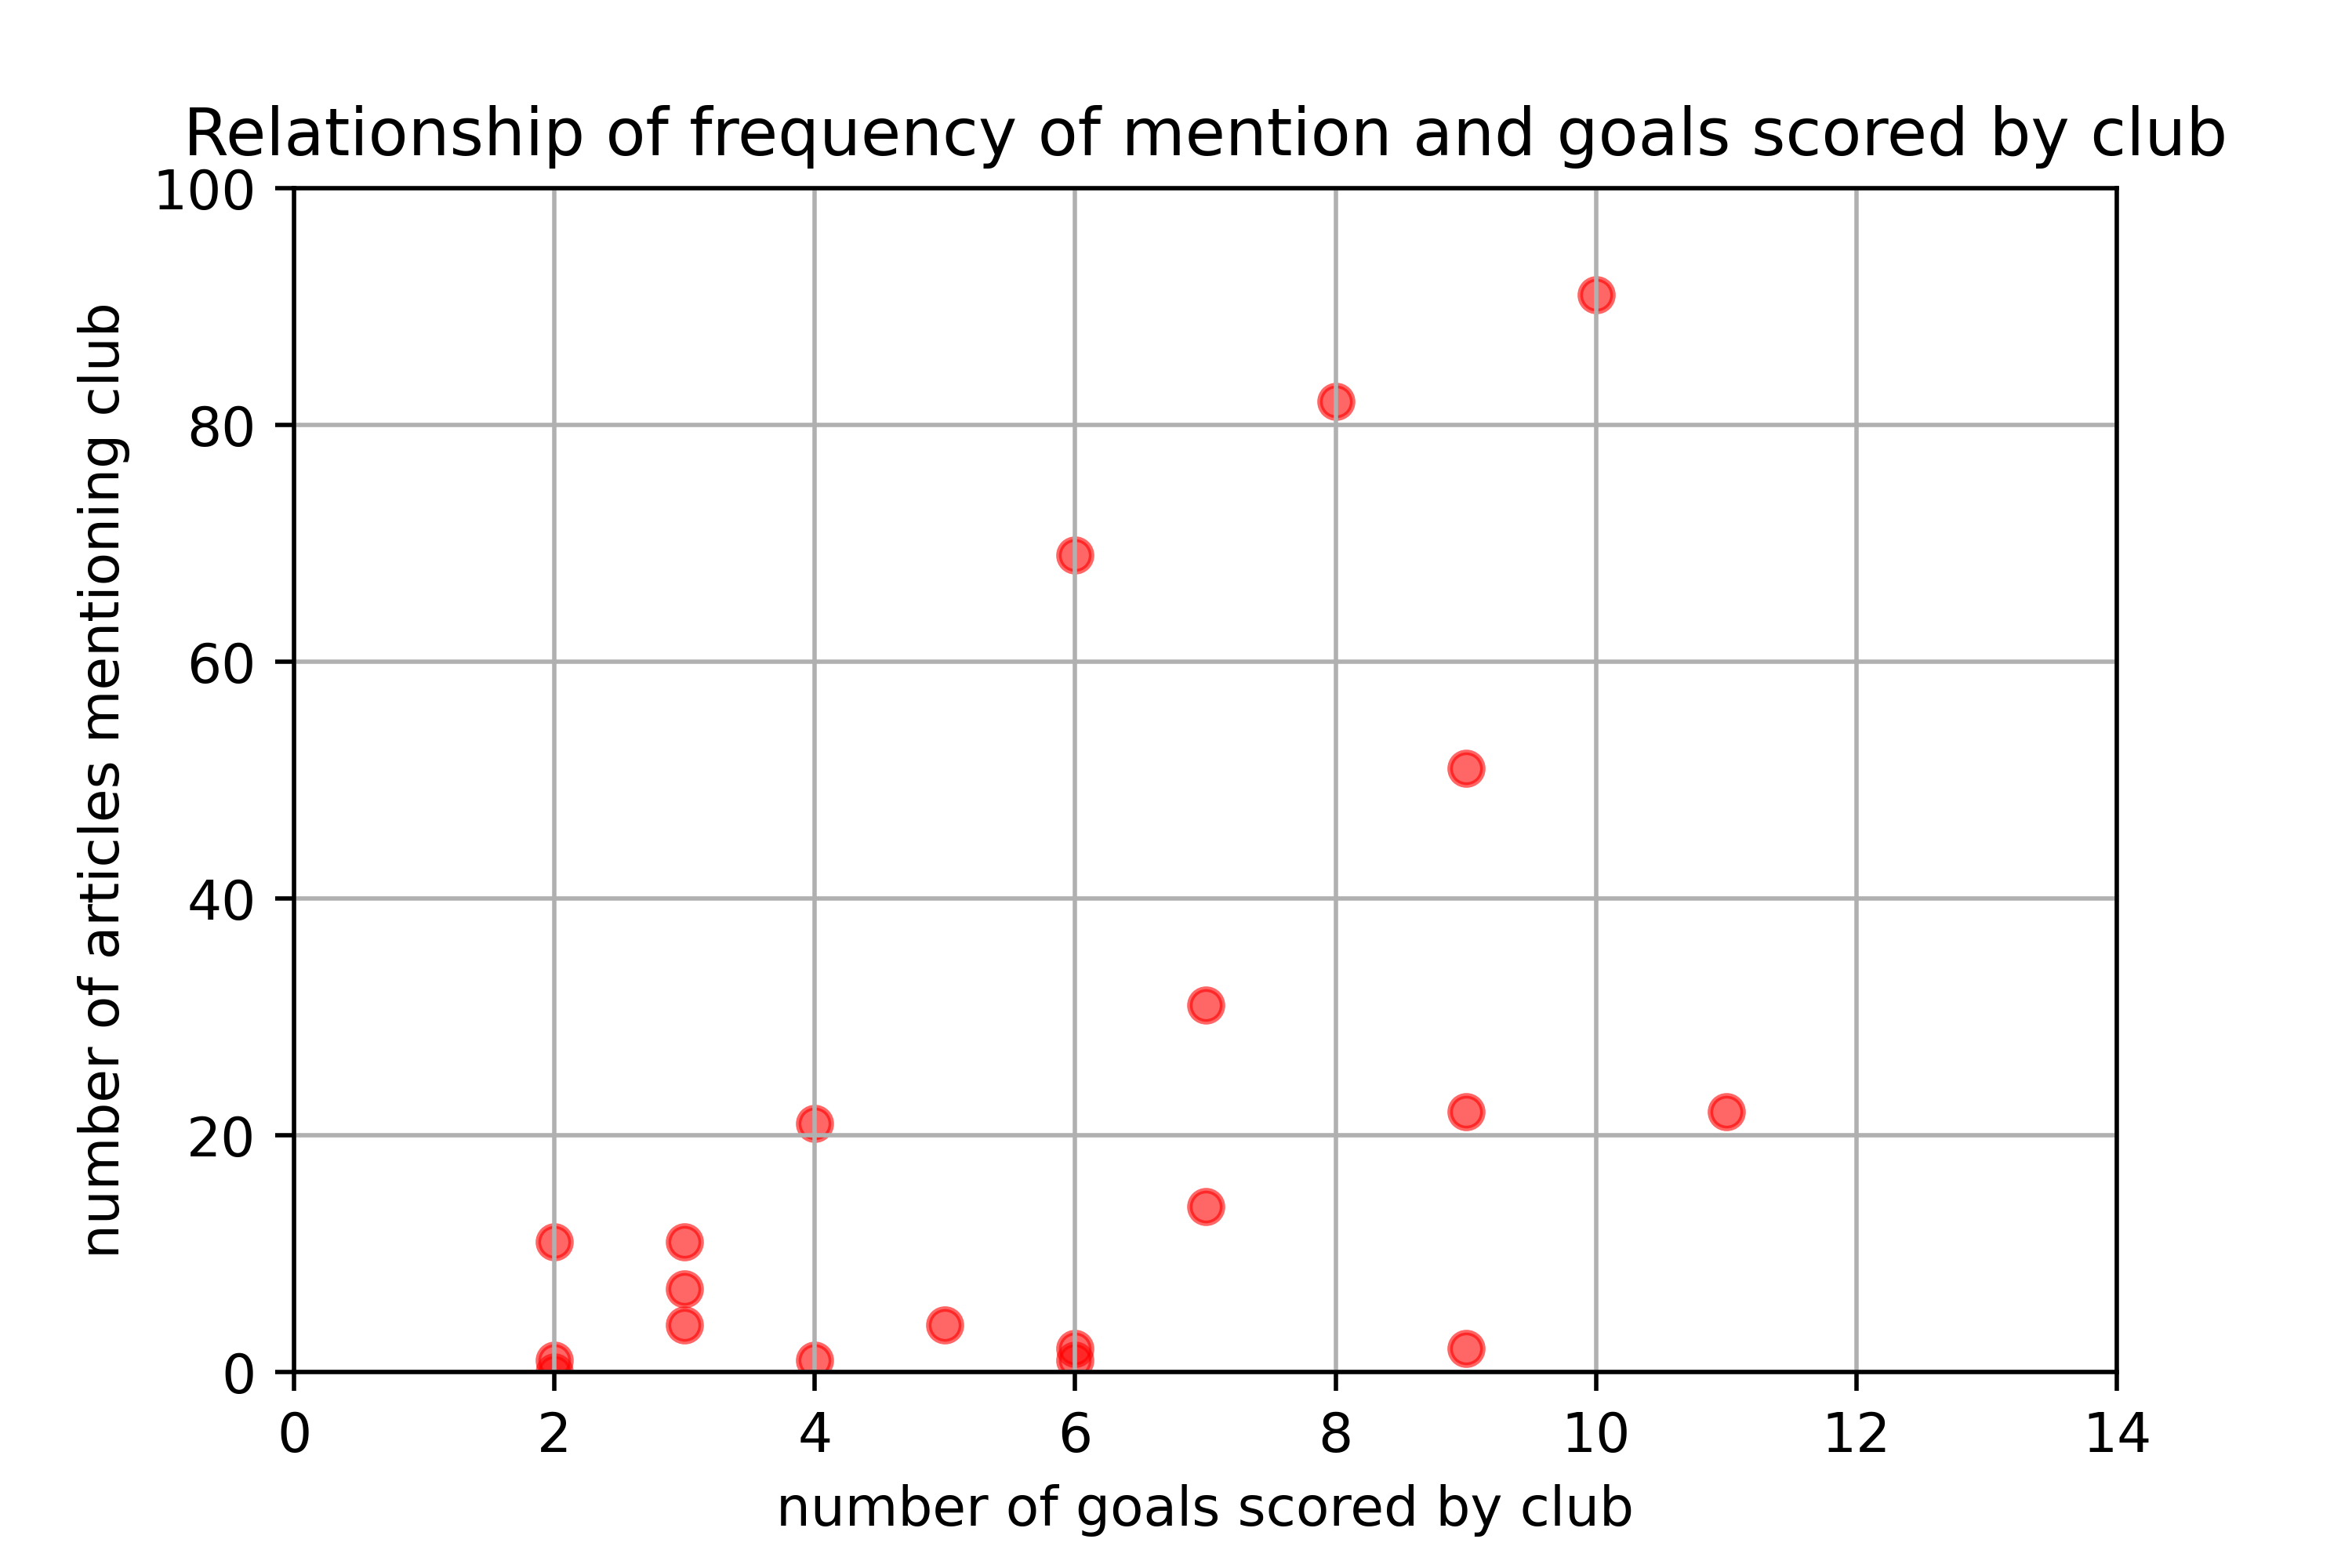 Relationship of frequency of mention and goals scored by club
100
80
60
40
20
0
number of articles mentioning club
0 2 4 6 8 10 12 14
number of goals scored by club